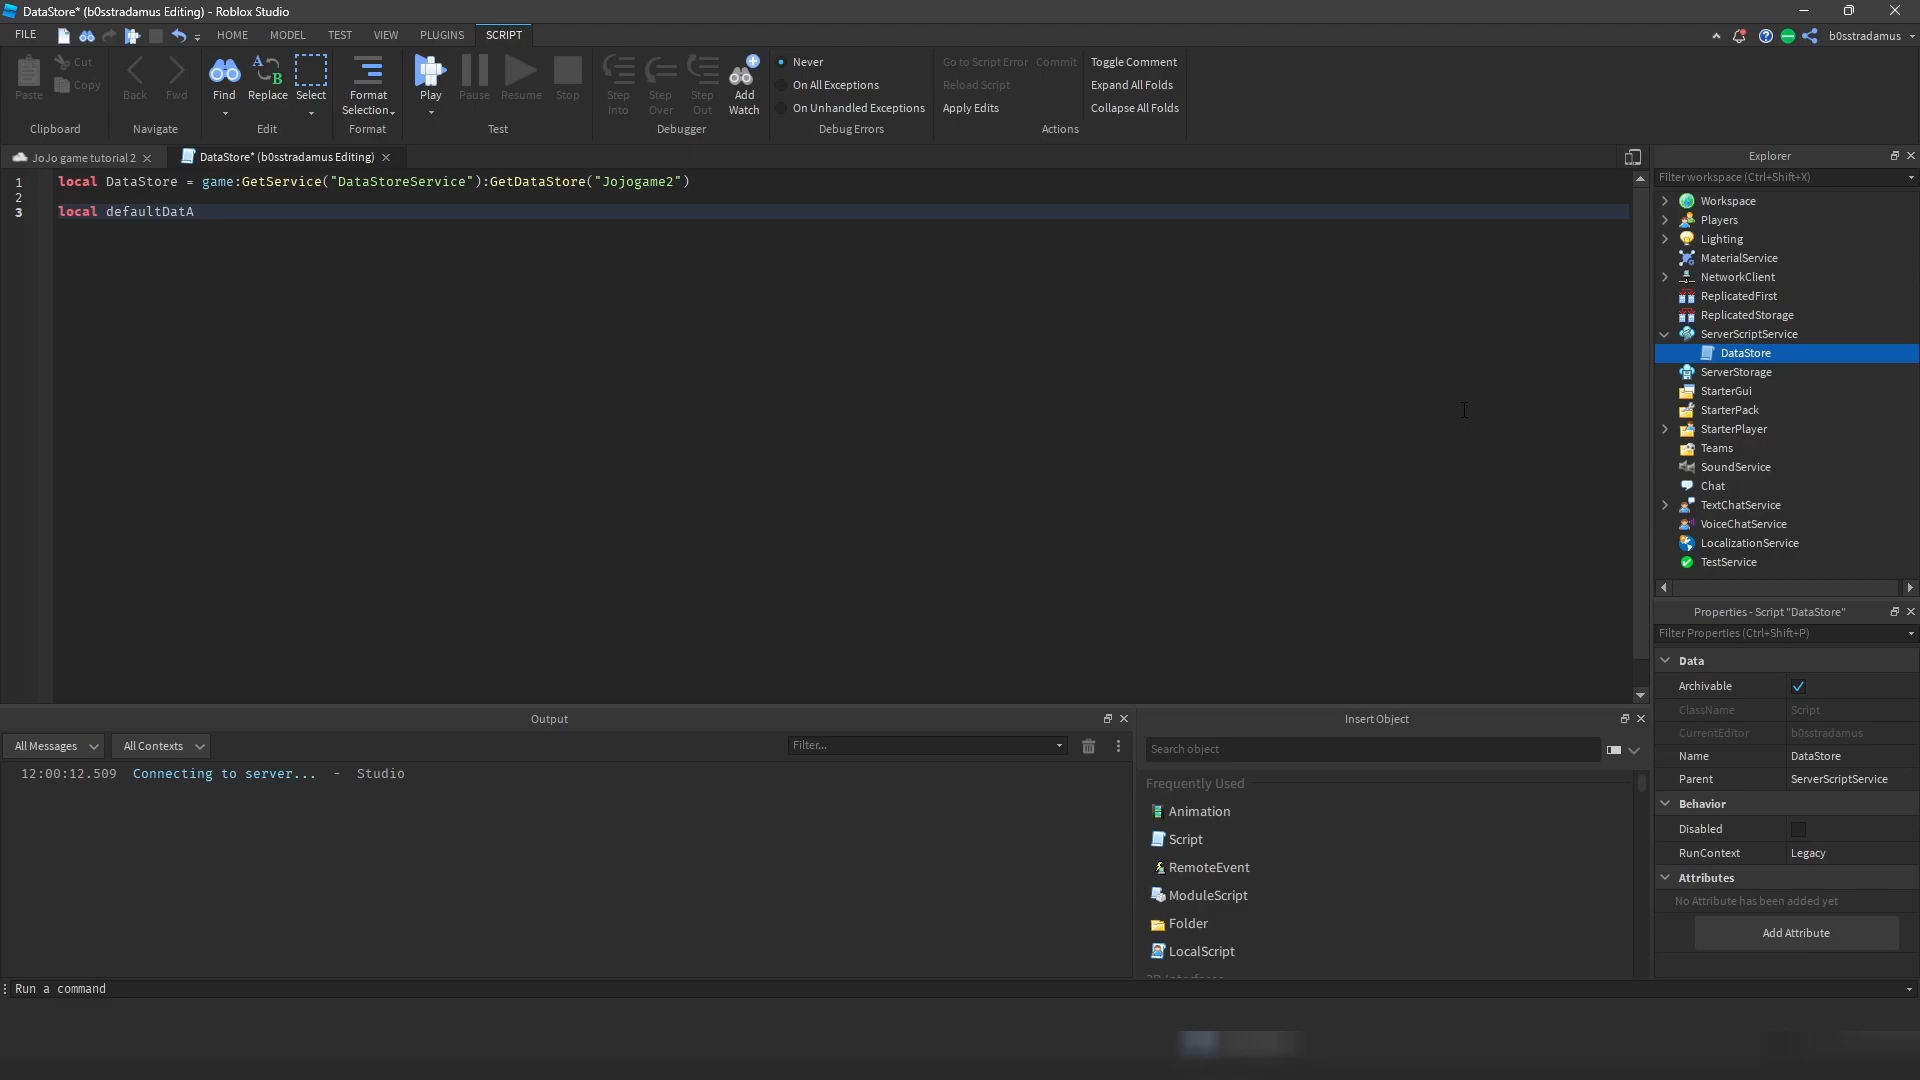 DataStore* (b0sstradamus Editing) - Roblox Studio
FILE HOME MODEL TEST VIEW PLUGINS SCRIPT b0sstradamus
Paste Cut Copy Back Fwd Find Replace Select Format Selection Play Pause Resume Stop Step Into Step Over Step Out Add Watch
Never
On All Exceptions
On Unhandled Exceptions
Go to Script Error Commit
Reload Script
Apply Edits
Toggle Comment
Expand All Folds
Collapse All Folds
Clipboard Navigate Edit Format Test Debugger Debug Errors Actions
JoJo game tutorial 2 DataStore* (b0sstradamus Editing)
1 local DataStore = game:GetService("DataStoreService"):GetDataStore("Jojogame2")
2
3 local defaultDatA
Explorer
Filter workspace (Ctrl+Shift+X)
Workspace
Players
Lighting
MaterialService
NetworkClient
ReplicatedFirst
ReplicatedStorage
ServerScriptService
DataStore
ServerStorage
StarterGui
StarterPack
StarterPlayer
Teams
SoundService
Chat
TextChatService
VoiceChatService
LocalizationService
TestService
Properties - Script "DataStore"
Filter Properties (Ctrl+Shift+P)
Data
Archivable
ClassName Script
CurrentEditor b0sstradamus
Name DataStore
Parent ServerScriptService
Behavior
Disabled
RunContext Legacy
Attributes
No Attribute has been added yet
Add Attribute
Output
All Messages All Contexts Filter...
12:00:12.509 Connecting to server... - Studio
Insert Object
Search object
Frequently Used
Animation
Script
RemoteEvent
ModuleScript
Folder
LocalScript
Run a command